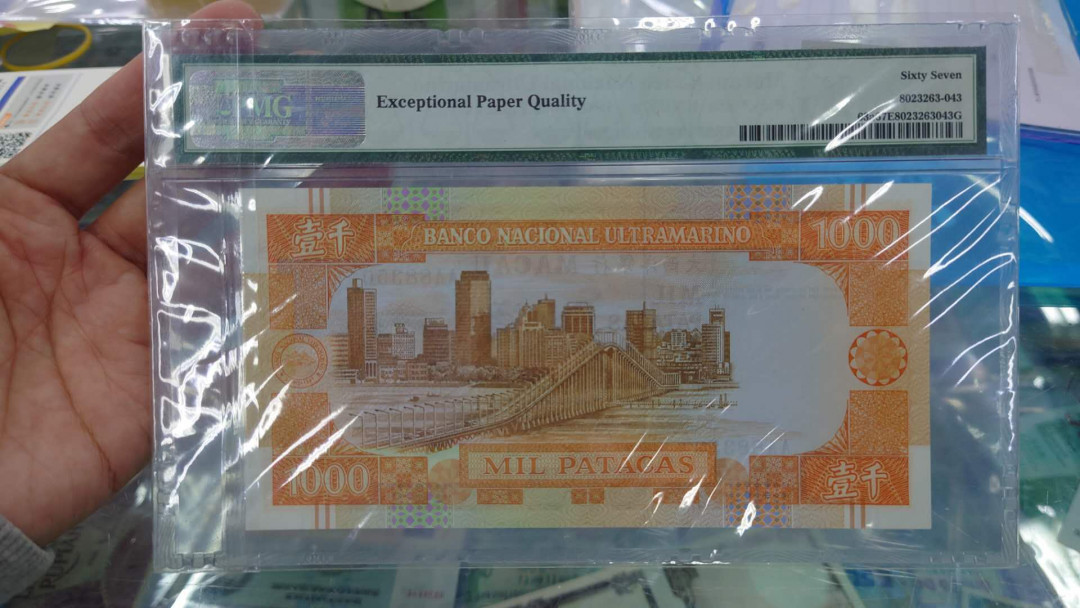 PMG
Exceptional Paper Quality
Sixty Seven
8023263-043
壹千
BANCO NACIONAL ULTRAMARINO
1000
1000
MIL PATACAS
壹千